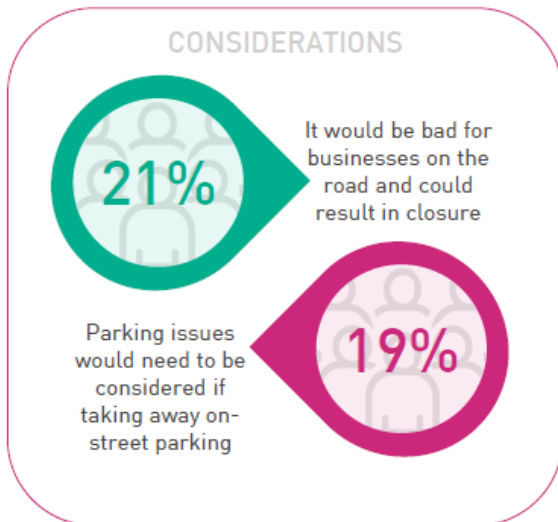 CONSIDERATIONS
21%
It would be bad for
businesses on the
road and could
result in closure
Parking issues
would need to be
considered if
taking away on-
street parking
19%